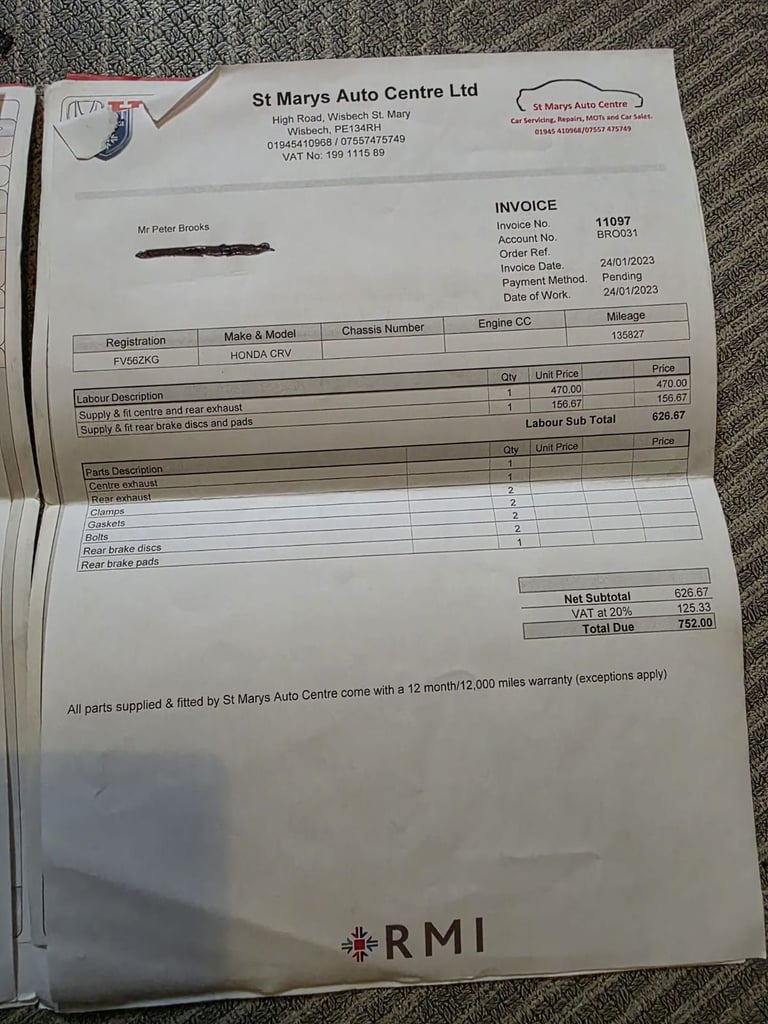 St Marys Auto Centre Ltd
High Road, Wisbech St. Mary
Wisbech, PE134RH
01945410968 / 07557475749
VAT No: 199 1115 89
St Marys Auto Centre
Car Servicing, Repairs, MOTs and Car Sales.
01945 410968/07557 475749
Mr Peter Brooks
INVOICE
Invoice No. 11097
Account No. BRO031
Order Ref.
Invoice Date. 24/01/2023
Payment Method. Pending
Date of Work. 24/01/2023
Registration Make & Model Chassis Number Engine CC Mileage
FV56ZKG HONDA CRV 135827
Labour Description Qty Unit Price Price
Supply & fit centre and rear exhaust 1 470.00 470.00
Supply & fit rear brake discs and pads 1 156.67 156.67
Labour Sub Total 626.67
Parts Description Qty Unit Price Price
Centre exhaust 1
Rear exhaust 1
Clamps 2
Gaskets 2
Bolts 2
Rear brake discs 2
Rear brake pads 1
Net Subtotal 626.67
VAT at 20% 125.33
Total Due 752.00
All parts supplied & fitted by St Marys Auto Centre come with a 12 month/12,000 miles warranty (exceptions apply)
RMI